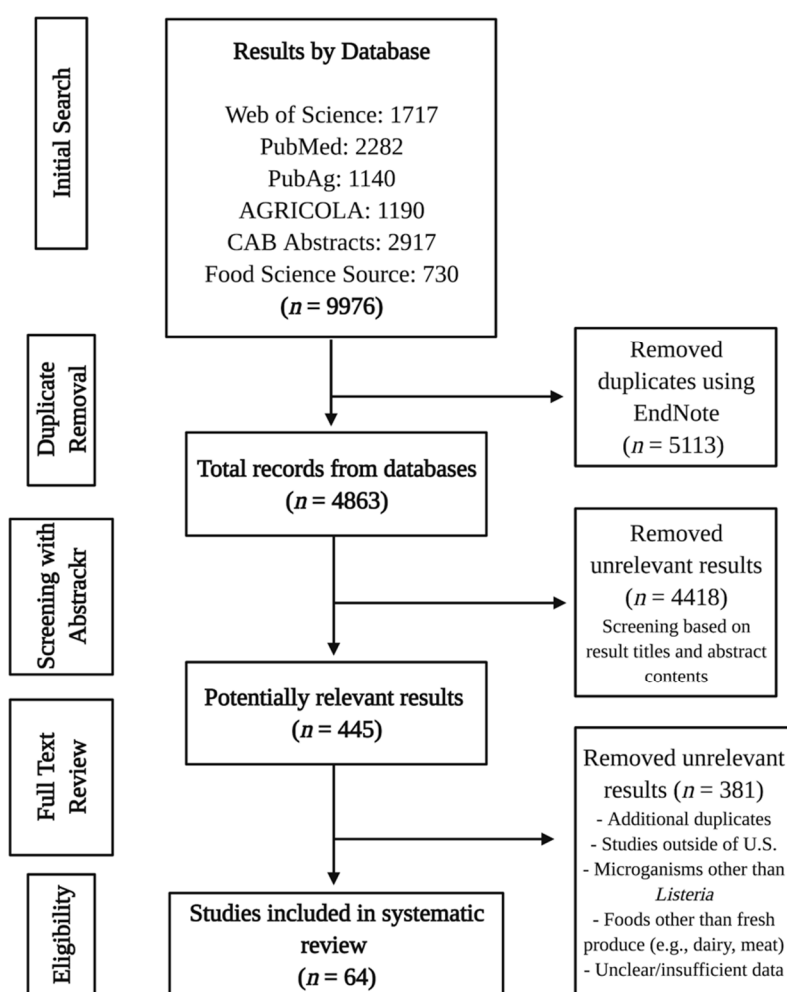 Initial Search
Results by Database
Web of Science: 1717
PubMed: 2282
PubAg: 1140
AGRICOLA: 1190
CAB Abstracts: 2917
Food Science Source: 730
(n = 9976)
Duplicate
Removal
Removed
duplicates using
EndNote
(n = 5113)
Total records from databases
(n = 4863)
Screening with
Abstrackr
Removed
unrelevant results
(n = 4418)
Screening based on
result titles and abstract
contents
Potentially relevant results
(n = 445)
Full Text
Review
Removed unrelevant
results (n = 381)
- Additional duplicates
- Studies outside of U.S.
- Microganisms other than
Listeria
- Foods other than fresh
produce (e.g., dairy, meat)
- Unclear/insufficient data
Eligibility
Studies included in systematic
review
(n = 64)